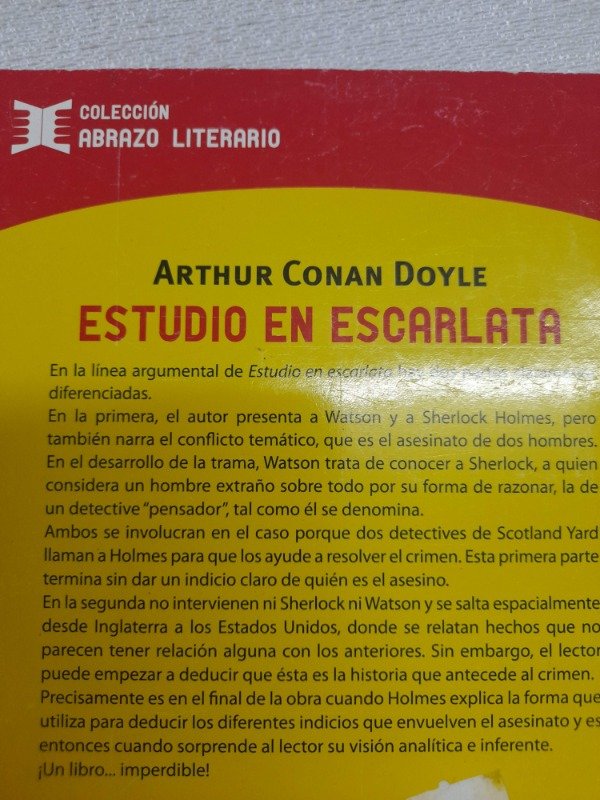 COLECCIÓN
ABRAZO LITERARIO
ARTHUR CONAN DOYLE
ESTUDIO EN ESCARLATA
En la línea argumental de Estudio en escarlata hay dos partes
diferenciadas.
En la primera, el autor presenta a Watson y a Sherlock Holmes, pero
también narra el conflicto temático, que es el asesinato de dos hombres.
En el desarrollo de la trama, Watson trata de conocer a Sherlock, a quien
considera un hombre extraño sobre todo por su forma de razonar, la de
un detective “pensador”, tal como él se denomina.
Ambos se involucran en el caso porque dos detectives de Scotland Yard
llaman a Holmes para que los ayude a resolver el crimen. Esta primera parte
termina sin dar un indicio claro de quién es el asesino.
En la segunda no intervienen ni Sherlock ni Watson y se salta espacialmente
desde Inglaterra a los Estados Unidos, donde se relatan hechos que no
parecen tener relación alguna con los anteriores. Sin embargo, el lector
puede empezar a deducir que ésta es la historia que antecede al crimen.
Precisamente es en el final de la obra cuando Holmes explica la forma que
utiliza para deducir los diferentes indicios que envuelven el asesinato y es
entonces cuando sorprende al lector su visión analítica e inferente.
¡Un libro... imperdible!